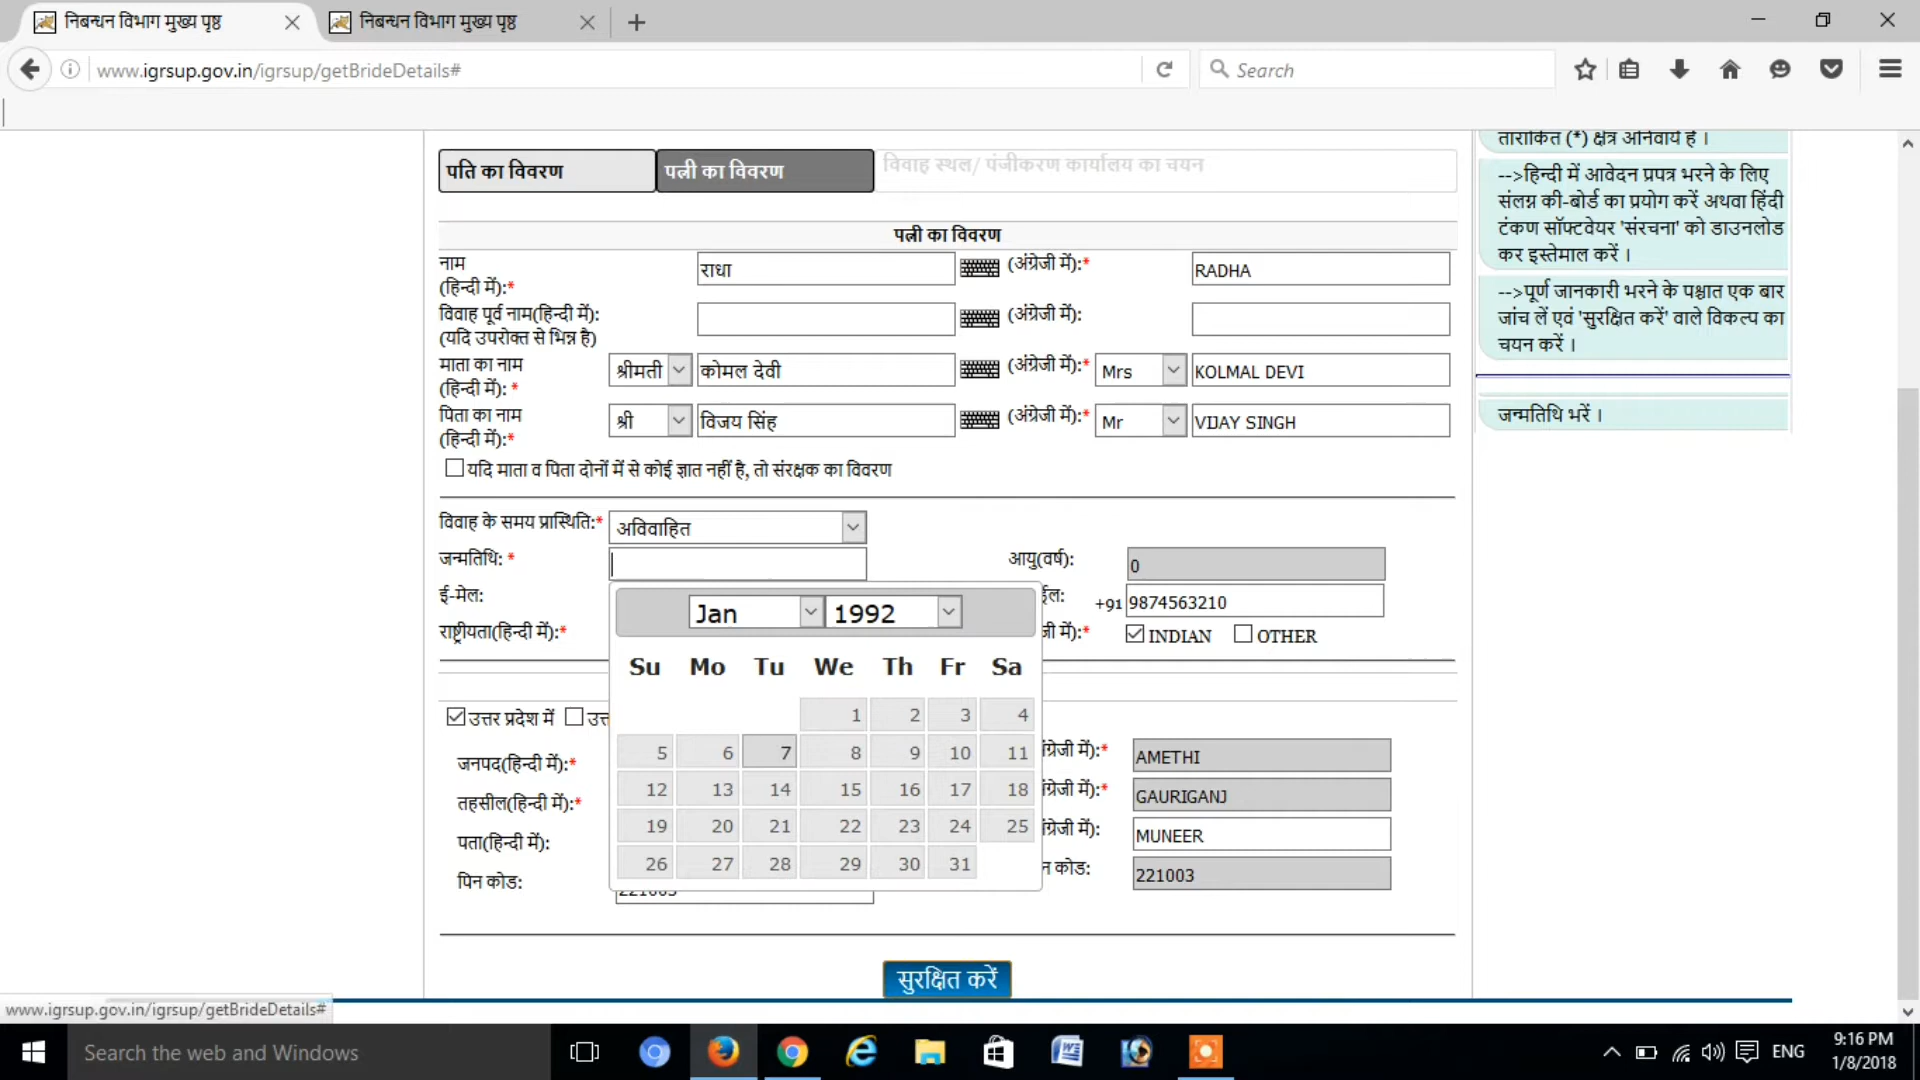 निबन्धन विभाग मुख्य पृष्ठ
निबन्धन विभाग मुख्य पृष्ठ
www.igrsup.gov.in/igrsup/getBrideDetails#
Search
पति का विवरण
पत्नी का विवरण
विवाह स्थल/ पंजीकरण कार्यालय का चयन
पत्नी का विवरण
नाम
(हिन्दी में):*
राधा
(अंग्रेजी में):*
RADHA
विवाह पूर्व नाम(हिन्दी में):
(यदि उपरोक्त से भिन्न है)
(अंग्रेजी में):
माता का नाम
(हिन्दी में): *
श्रीमती
कोमल देवी
(अंग्रेजी में):*
Mrs
KOLMAL DEVI
पिता का नाम
(हिन्दी में):*
श्री
विजय सिंह
(अंग्रेजी में):*
Mr
VIJAY SINGH
यदि माता व पिता दोनों में से कोई ज्ञात नहीं है, तो संरक्षक का विवरण
विवाह के समय प्रास्थिति:*
अविवाहित
जन्मतिथि: *
आयु(वर्ष):
0
ई-मेल:
+91
9874563210
राष्ट्रीयता(हिन्दी में):*
INDIAN
OTHER
Jan
1992
Su Mo Tu We Th Fr Sa
1 2 3 4
5 6 7 8 9 10 11
12 13 14 15 16 17 18
19 20 21 22 23 24 25
26 27 28 29 30 31
उत्तर प्रदेश में
जनपद(हिन्दी में):*
AMETHI
तहसील(हिन्दी में):*
GAURIGANJ
पता(हिन्दी में):
MUNEER
पिन कोड:
221003
कोड:
221003
सुरक्षित करें
तारांकित (*) क्षेत्र अनिवार्य है ।
-->हिन्दी में आवेदन प्रपत्र भरने के लिए
संलग्न की-बोर्ड का प्रयोग करें अथवा हिंदी
टंकण सॉफ्टवेयर 'संरचना' को डाउनलोड
कर इस्तेमाल करें ।
-->पूर्ण जानकारी भरने के पश्चात एक बार
जांच लें एवं 'सुरक्षित करें' वाले विकल्प का
चयन करें ।
जन्मतिथि भरें ।
www.igrsup.gov.in/igrsup/getBrideDetails#
Search the web and Windows
ENG
9:16 PM
1/8/2018